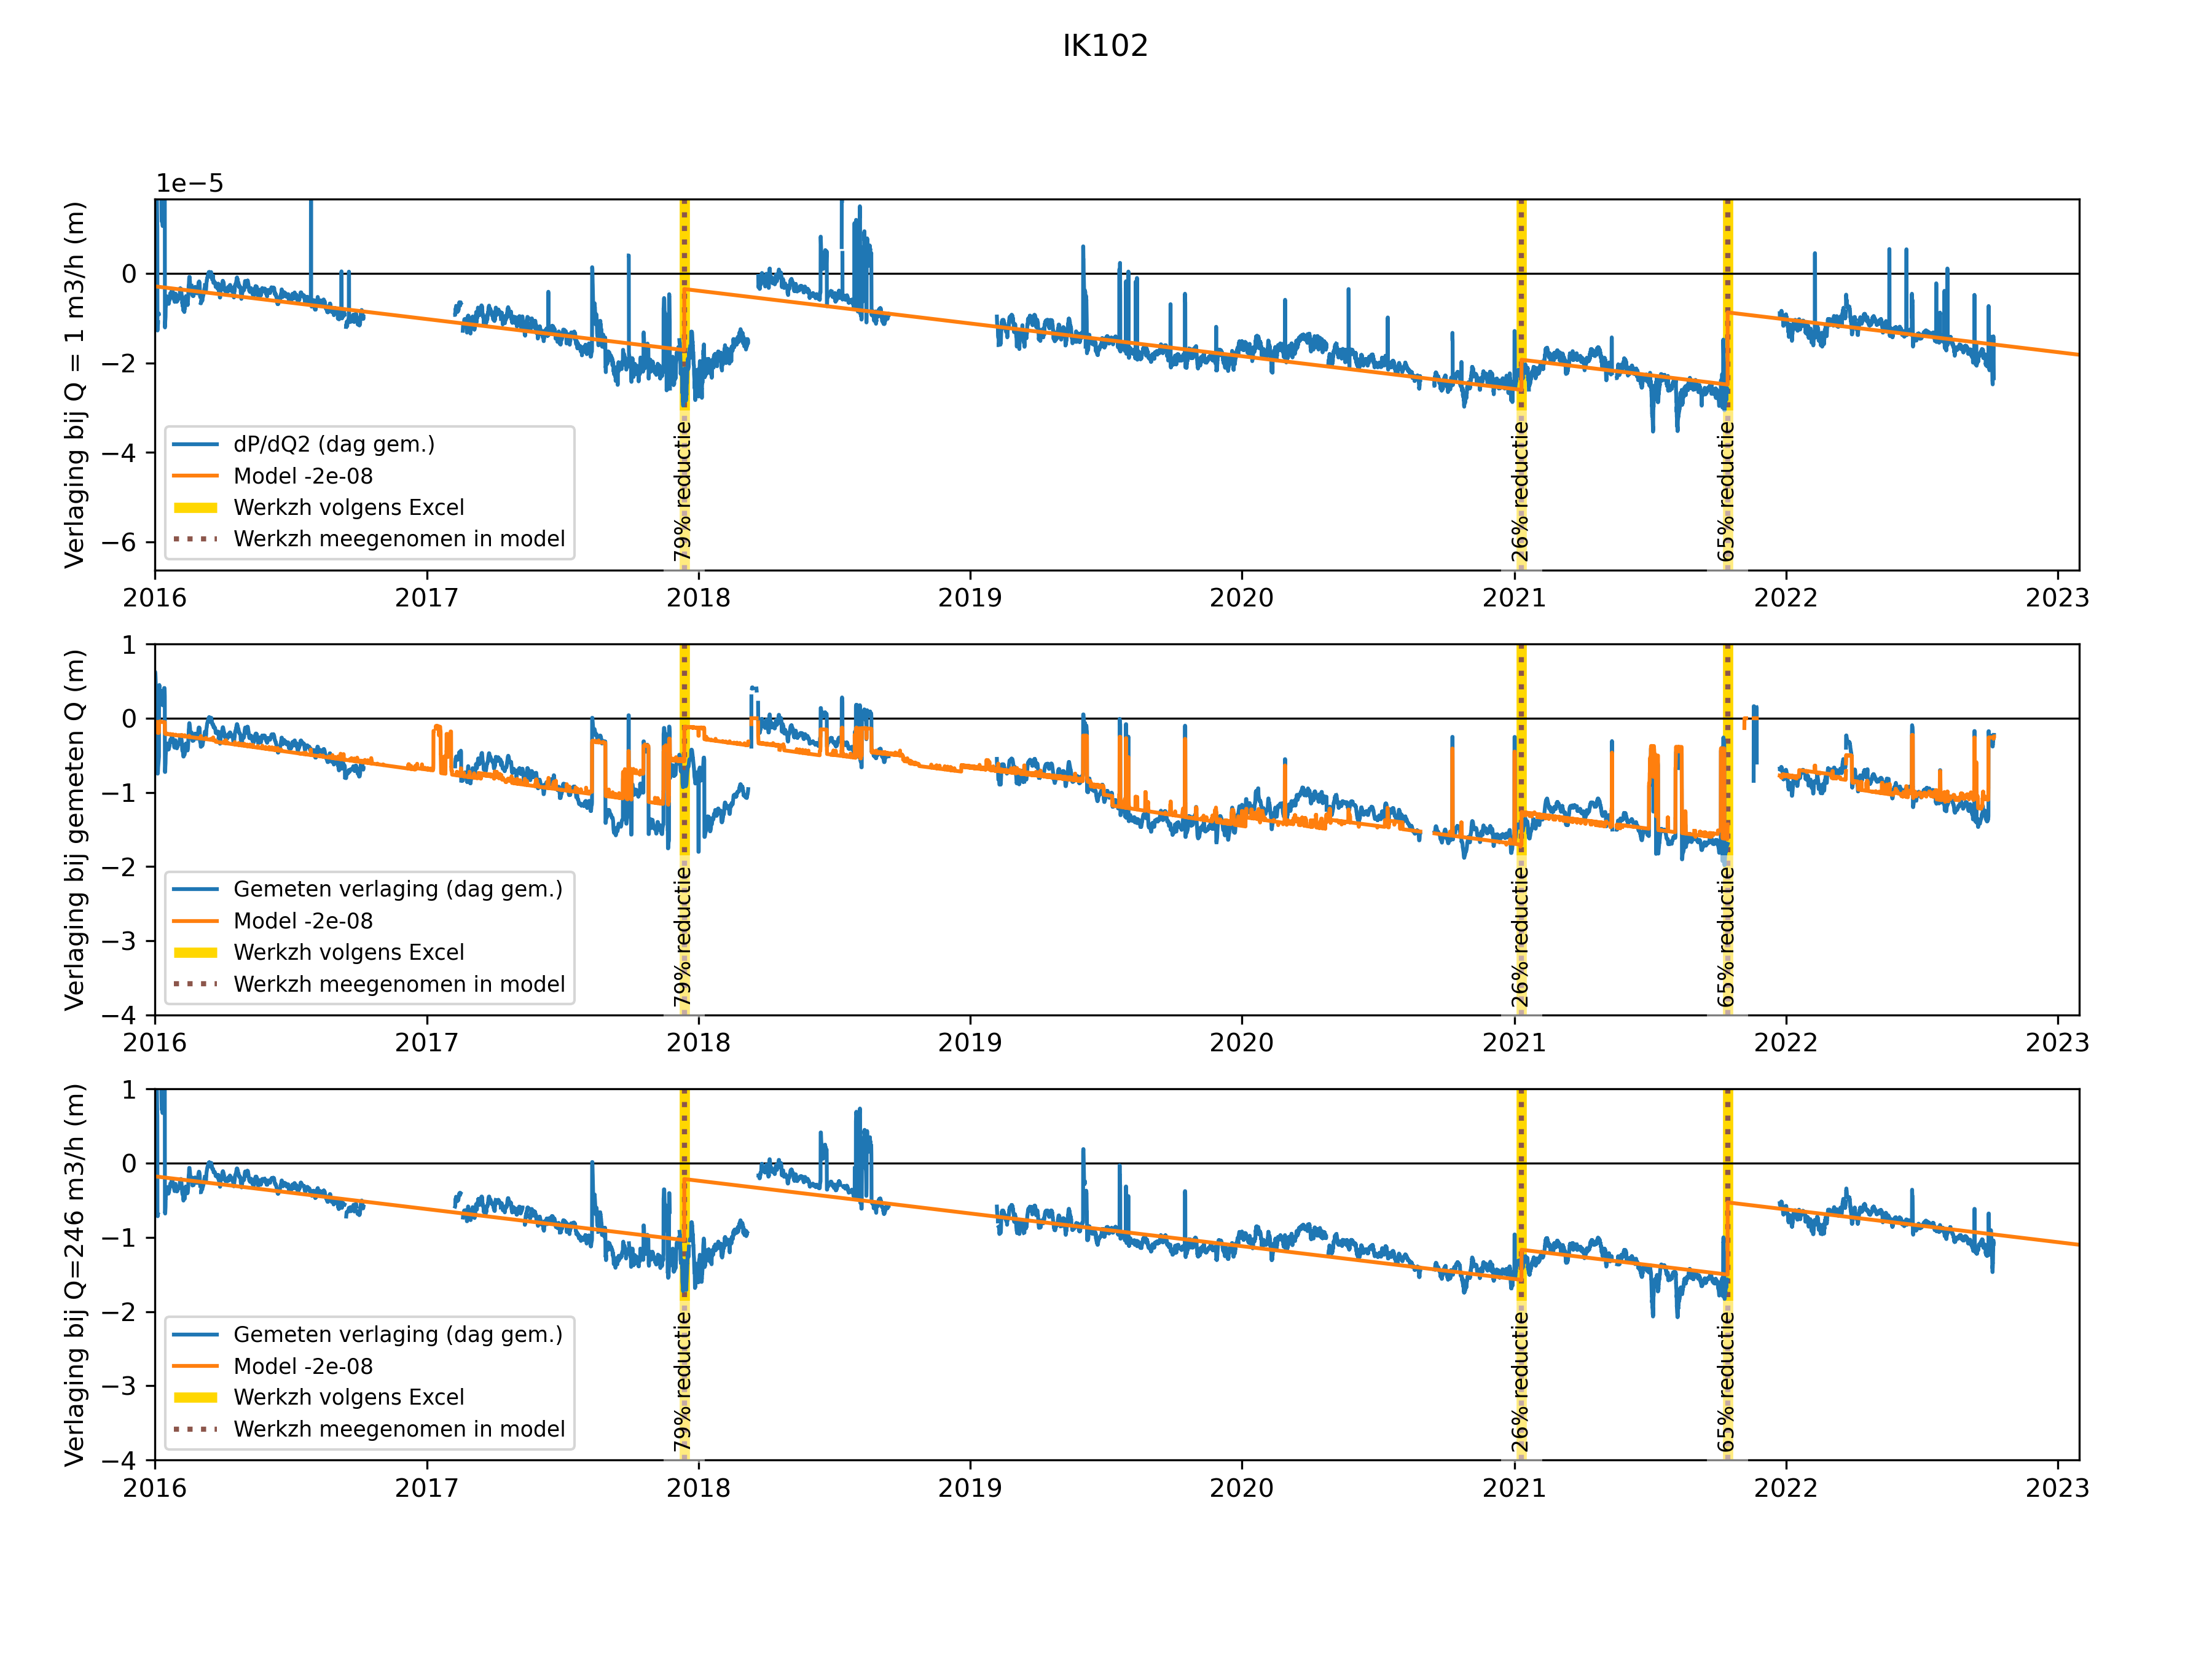 IK102
1e−5
Verlaging bij Q = 1 m3/h (m)
0
−2
−4
−6
dP/dQ2 (dag gem.)
Model -2e-08
Werkzh volgens Excel
Werkzh meegenomen in model
79% reductie
26% reductie
65% reductie
2016 2017 2018 2019 2020 2021 2022 2023
Verlaging bij gemeten Q (m)
1
0
−1
−2
−3
−4
Gemeten verlaging (dag gem.)
Model -2e-08
Werkzh volgens Excel
Werkzh meegenomen in model
79% reductie
26% reductie
65% reductie
2016 2017 2018 2019 2020 2021 2022 2023
Verlaging bij Q=246 m3/h (m)
1
0
−1
−2
−3
−4
Gemeten verlaging (dag gem.)
Model -2e-08
Werkzh volgens Excel
Werkzh meegenomen in model
79% reductie
26% reductie
65% reductie
2016 2017 2018 2019 2020 2021 2022 2023